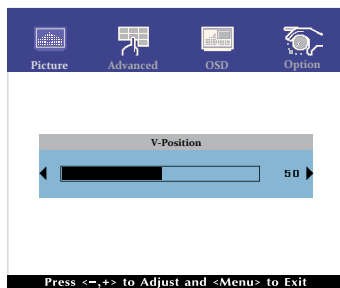 Picture Advanced OSD Option
V-Position
50
Press <-,+> to Adjust and <Menu> to Exit